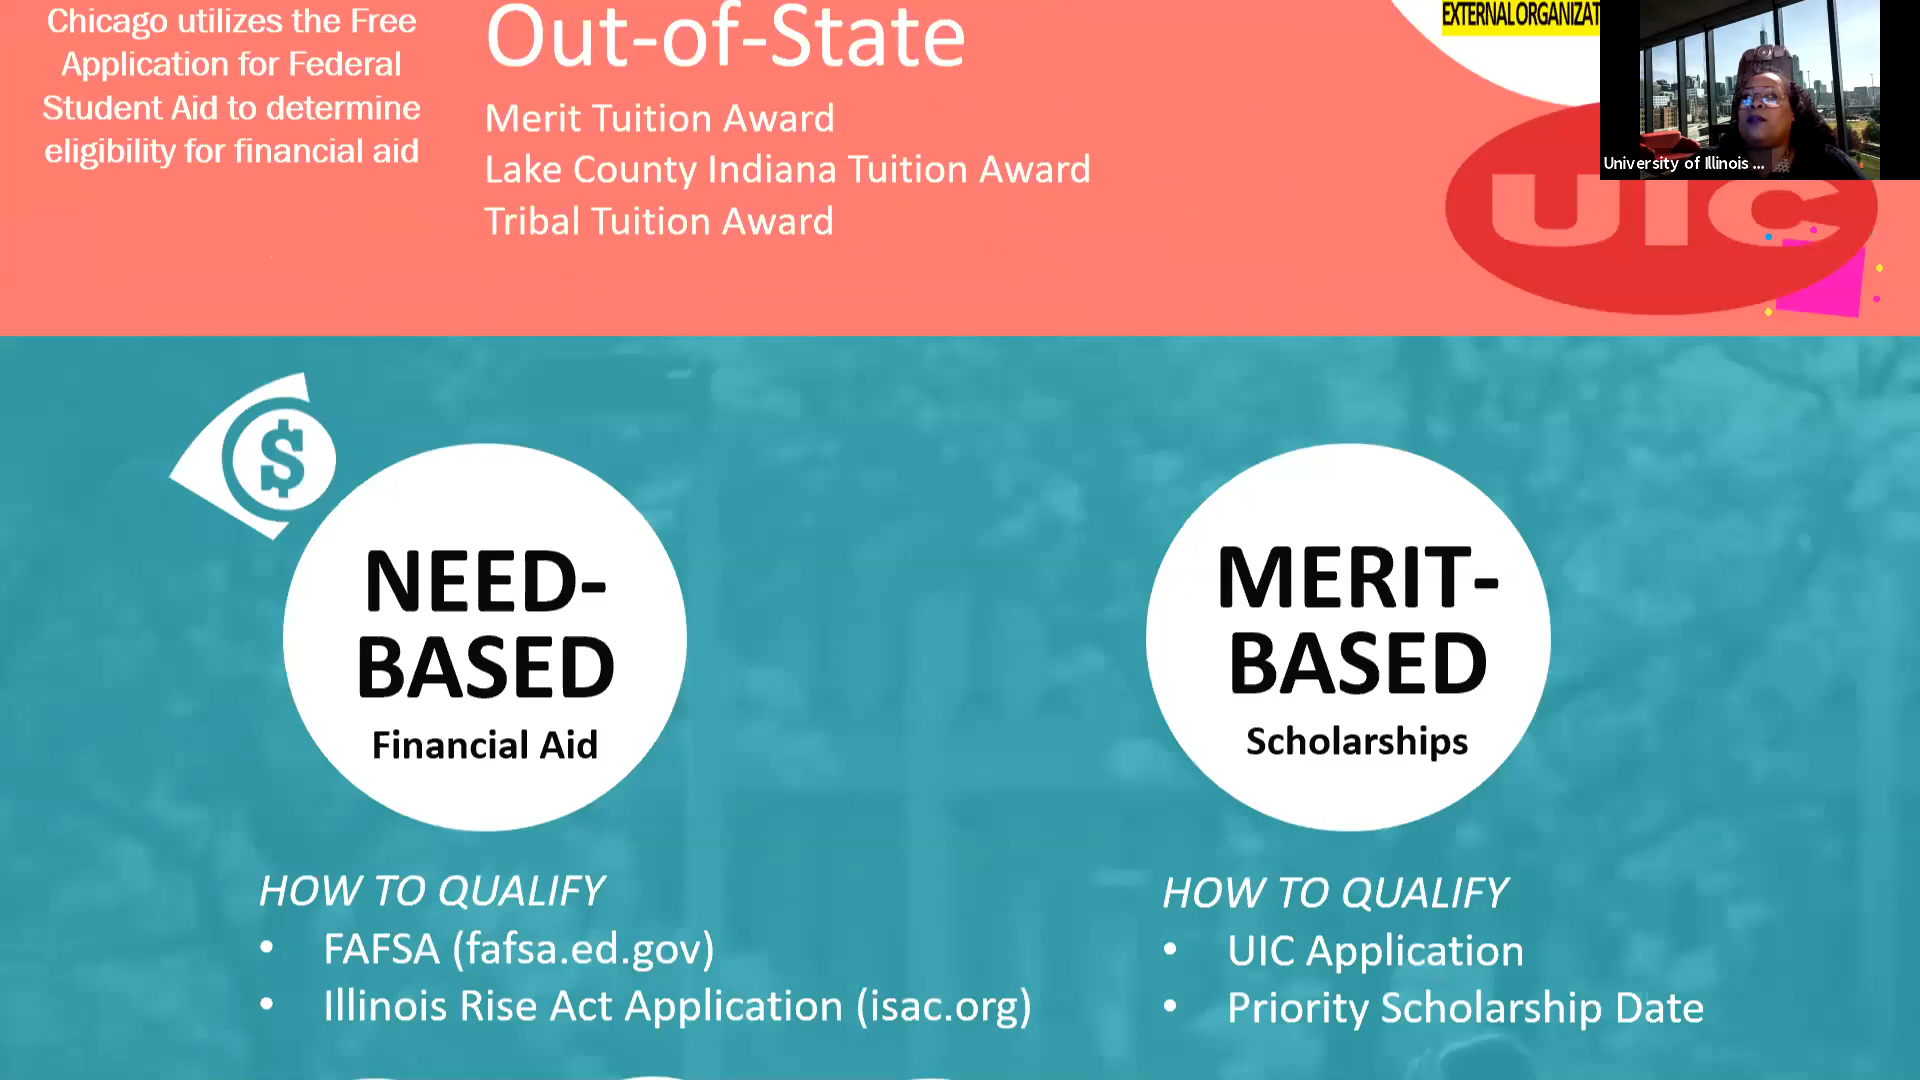 Chicago utilizes the Free
Application for Federal
Student Aid to determine
eligibility for financial aid
Out-of-State
Merit Tuition Award
Lake County Indiana Tuition Award
Tribal Tuition Award
EXTERNAL ORGANIZAT
University of Illinois ...
UIC
$
NEED-
BASED
Financial Aid
HOW TO QUALIFY
• FAFSA (fafsa.ed.gov)
• Illinois Rise Act Application (isac.org)
MERIT-
BASED
Scholarships
HOW TO QUALIFY
• UIC Application
• Priority Scholarship Date